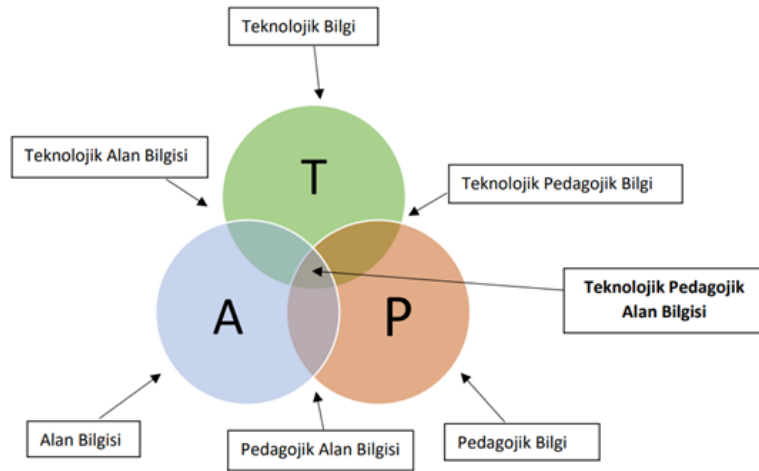 Teknolojik Bilgi
Teknolojik Alan Bilgisi
T
Teknolojik Pedagojik Bilgi
Teknolojik Pedagojik
Alan Bilgisi
A
P
Alan Bilgisi
Pedagojik Alan Bilgisi
Pedagojik Bilgi